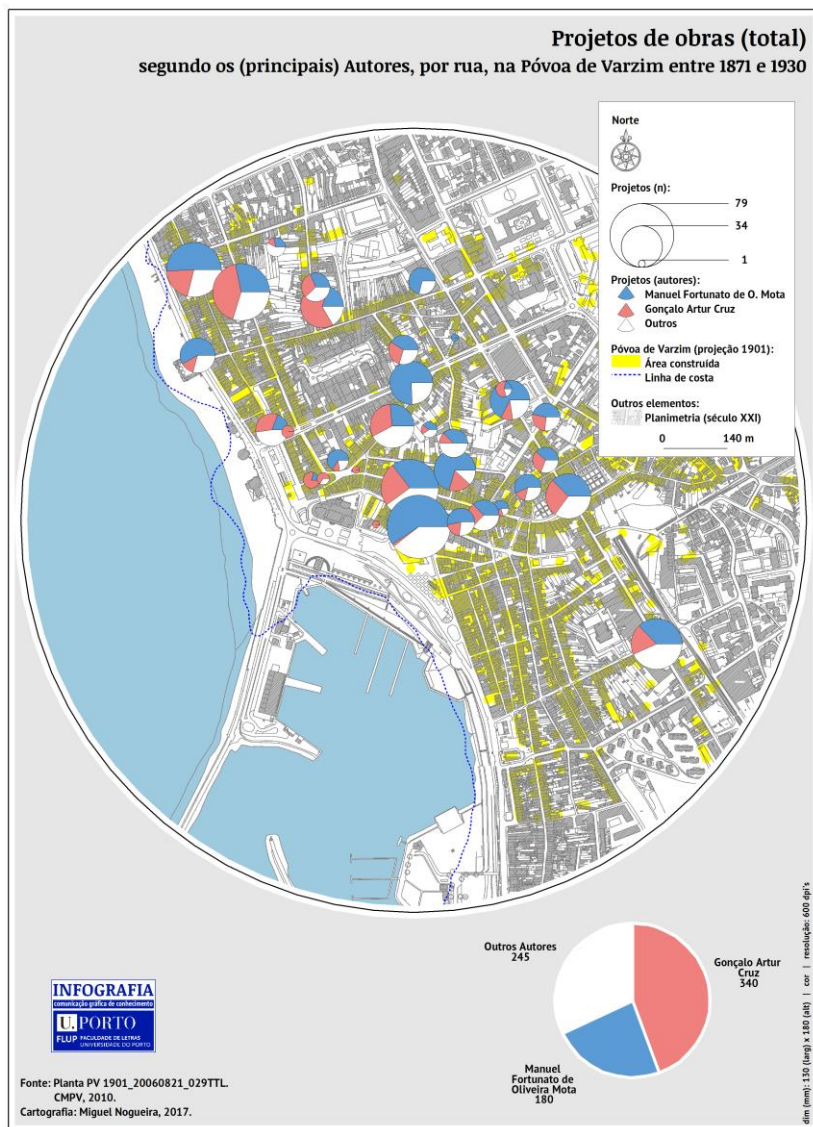 Projetos de obras (total)
segundo os (principais) Autores, por rua, na Póvoa de Varzim entre 1871 e 1930
Norte
Projetos (n):
79
34
1
Projetos (autores):
Manuel Fortunato de O. Mota
Gonçalo Artur Cruz
Outros
Póvoa de Varzim (projeção 1901):
Área construída
Linha de costa
Outros elementos:
Planimetria (século XXI)
0 140 m
Outros Autores
245
Gonçalo Artur
Cruz
340
Manuel
Fortunato de
Oliveira Mota
180
INFOGRAFIA
comunicação gráfica de conhecimento
U. PORTO
FLUP FACULDADE DE LETRAS
UNIVERSIDADE DO PORTO
Fonte: Planta PV 1901_20060821_029TTL.
CMPV, 2010.
Cartografia: Miguel Nogueira, 2017.
dim (mm): 130 (larg) x 180 (alt) | cor | resolução: 600 dpi's